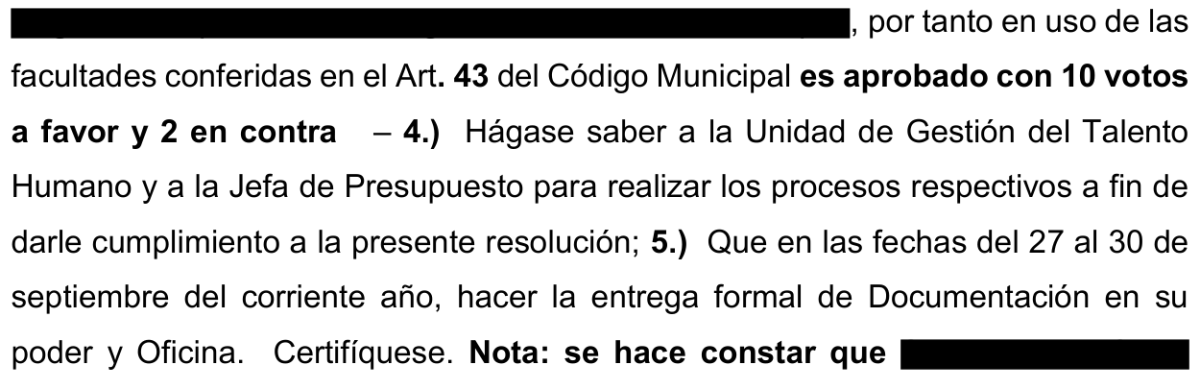 , por tanto en uso de las
facultades conferidas en el Art. 43 del Código Municipal es aprobado con 10 votos
a favor y 2 en contra – 4.) Hágase saber a la Unidad de Gestión del Talento
Humano y a la Jefa de Presupuesto para realizar los procesos respectivos a fin de
darle cumplimiento a la presente resolución; 5.) Que en las fechas del 27 al 30 de
septiembre del corriente año, hacer la entrega formal de Documentación en su
poder y Oficina. Certifíquese. Nota: se hace constar que